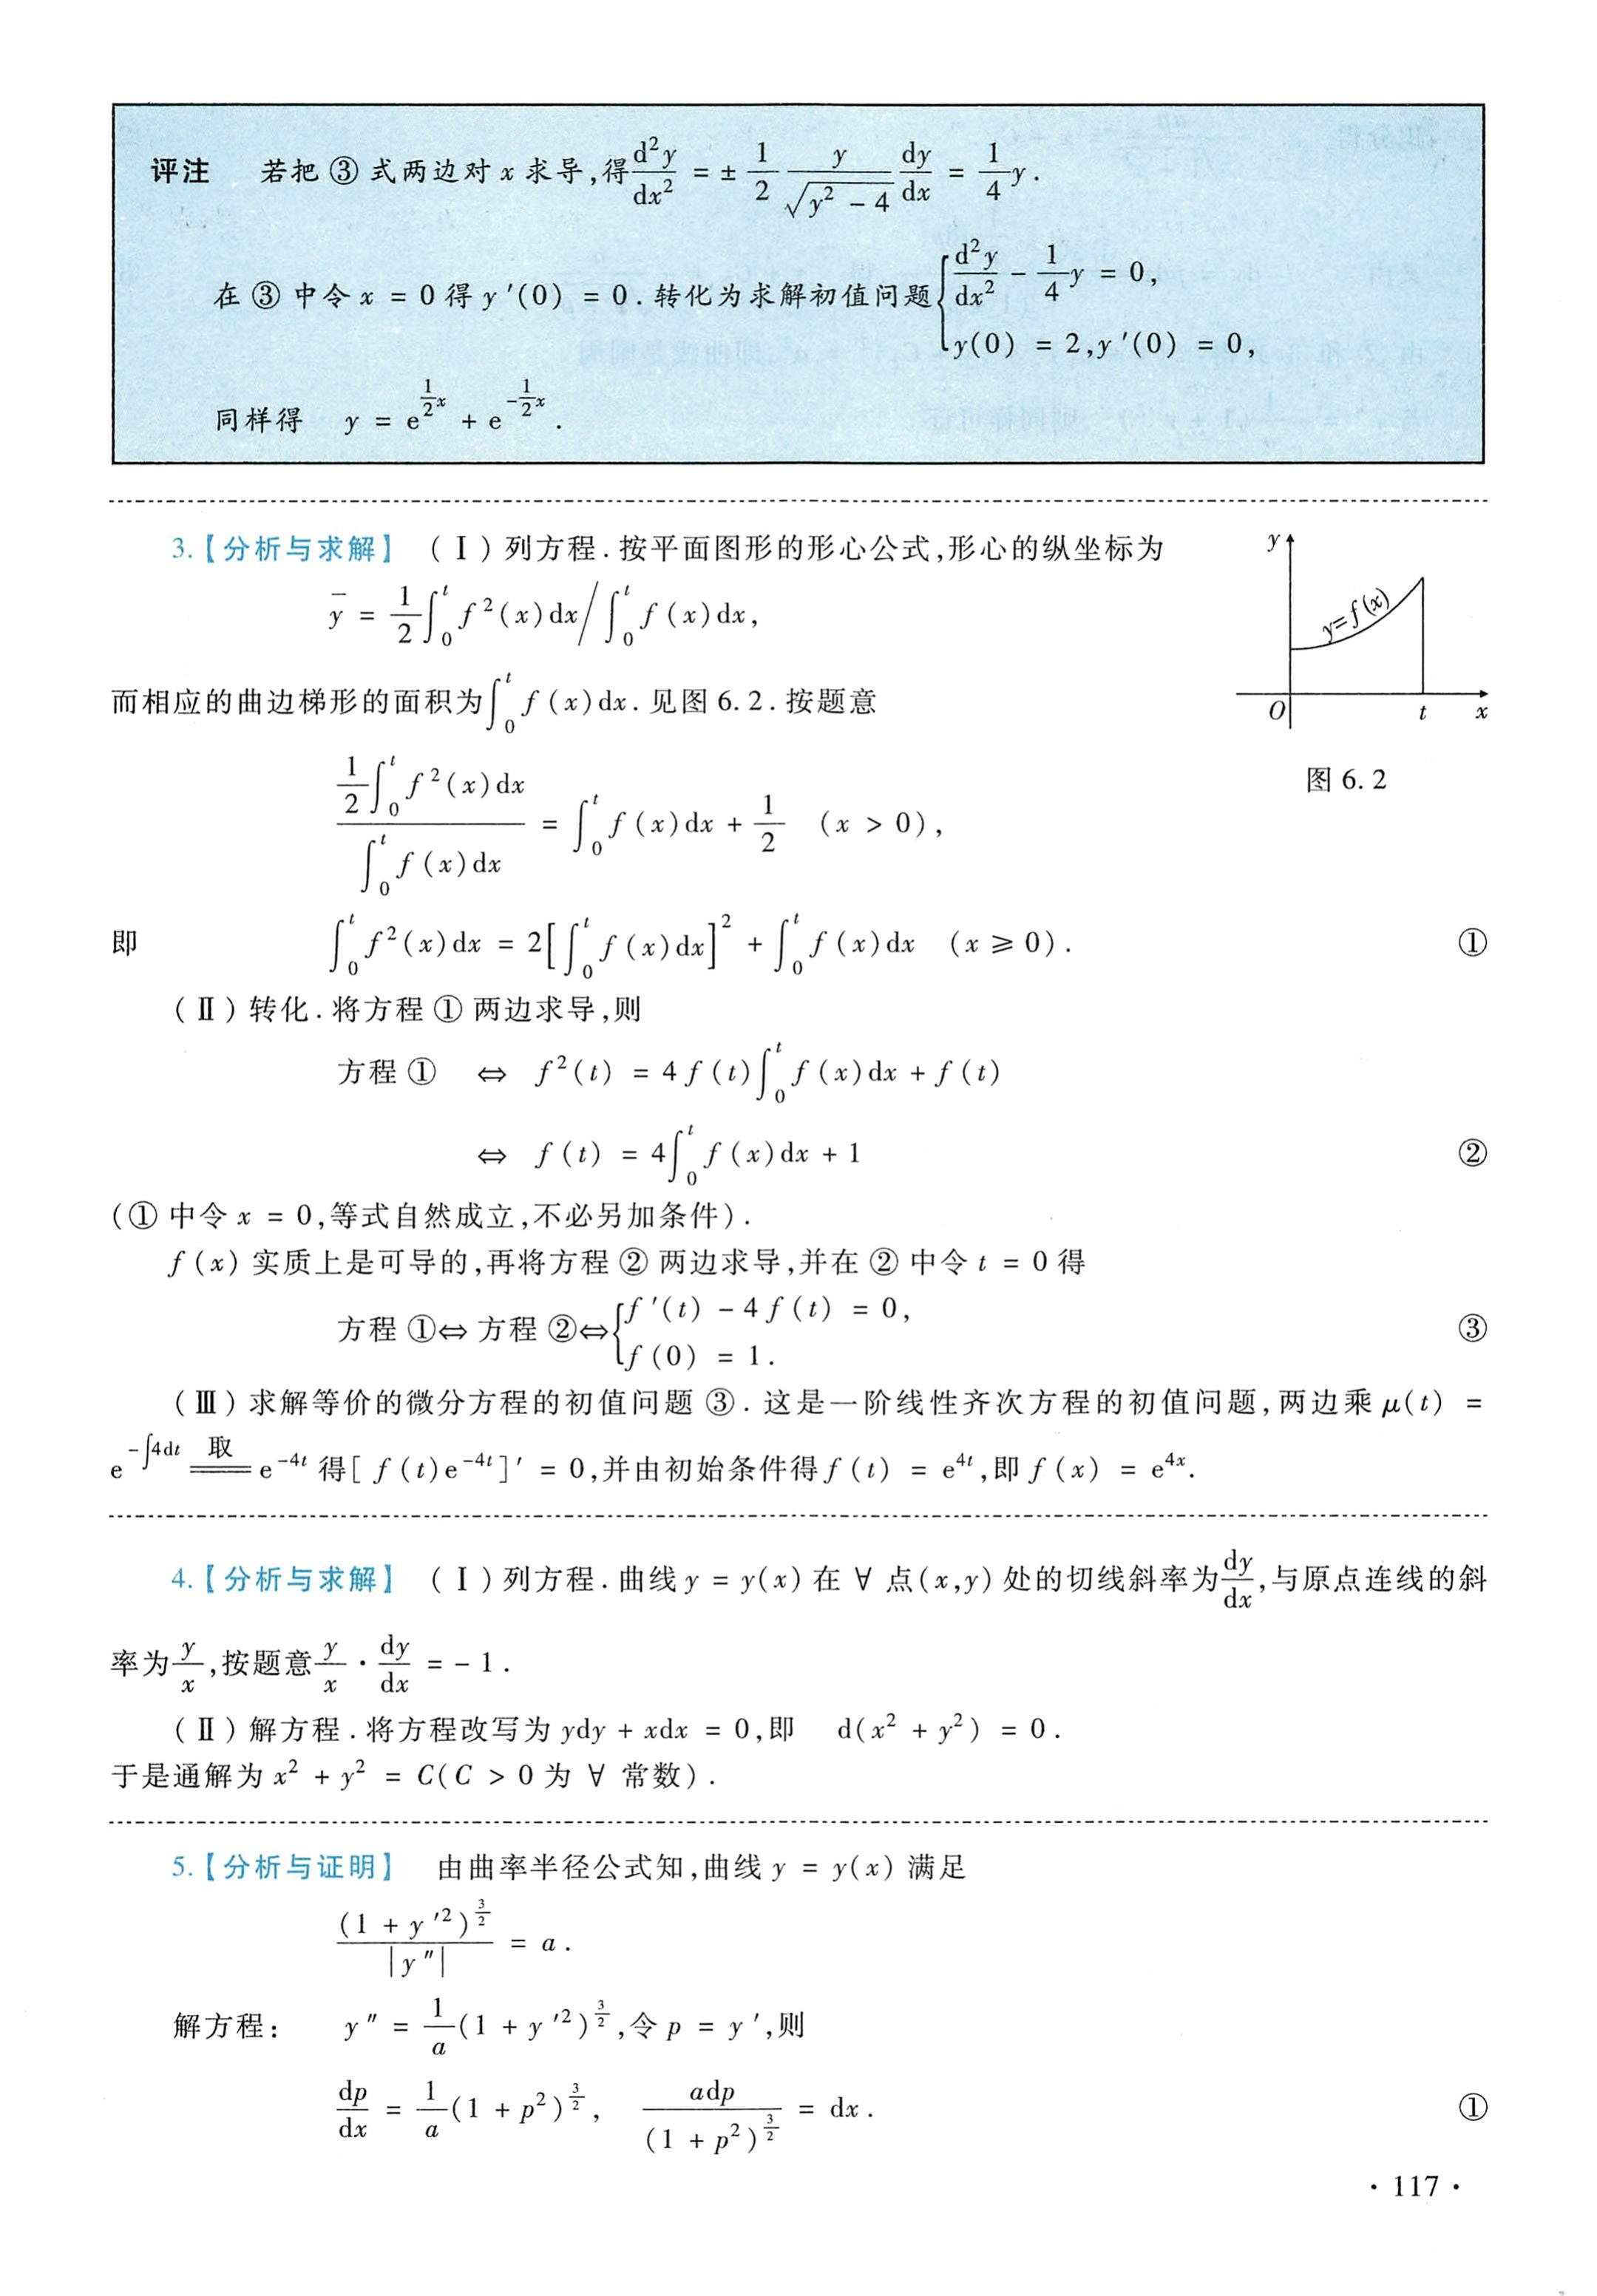 评注 若把 ③ 式两边对 x 求导,得 $\frac{d^2y}{dx^2} = \pm\frac{1}{2}\frac{y}{\sqrt{y^2-4}}\frac{dy}{dx} = \frac{1}{4}y$.
在 ③ 中令 x = 0 得 y′(0) = 0. 转化为求解初值问题 $\begin{cases}\frac{d^2y}{dx^2} - \frac{1}{4}y = 0,\\ y(0) = 2, y'(0) = 0,\end{cases}$
同样得 $y = e^{\frac{1}{2}x} + e^{-\frac{1}{2}x}$.
3.【分析与求解】 (Ⅰ) 列方程. 按平面图形的形心公式,形心的纵坐标为
$\bar{y} = \frac{1}{2}\int_0^t f^2(x)dx \Big/ \int_0^t f(x)dx$,
而相应的曲边梯形的面积为 $\int_0^t f(x)dx$. 见图 6.2. 按题意
$\frac{\frac{1}{2}\int_0^t f^2(x)dx}{\int_0^t f(x)dx} = \int_0^t f(x)dx + \frac{1}{2}$ (x > 0),
y
y=f(x)
O t x
图 6.2
即 $\int_0^t f^2(x)dx = 2\left[\int_0^t f(x)dx\right]^2 + \int_0^t f(x)dx$ (x ≥ 0). ①
(Ⅱ) 转化. 将方程 ① 两边求导,则
方程 ① ⇔ $f^2(t) = 4f(t)\int_0^t f(x)dx + f(t)$
⇔ $f(t) = 4\int_0^t f(x)dx + 1$ ②
(① 中令 x = 0,等式自然成立,不必另加条件).
f(x) 实质上是可导的,再将方程 ② 两边求导,并在 ② 中令 t = 0 得
方程 ①⇔ 方程 ②⇔ $\begin{cases}f'(t) - 4f(t) = 0,\\ f(0) = 1.\end{cases}$ ③
(Ⅲ) 求解等价的微分方程的初值问题 ③. 这是一阶线性齐次方程的初值问题,两边乘 μ(t) =
$e^{-\int 4dt} \overset{取}{=\!=\!=} e^{-4t}$ 得 $[f(t)e^{-4t}]' = 0$,并由初始条件得 $f(t) = e^{4t}$,即 $f(x) = e^{4x}$.
4.【分析与求解】 (Ⅰ) 列方程. 曲线 y = y(x) 在 ∀ 点(x,y) 处的切线斜率为 $\frac{dy}{dx}$,与原点连线的斜
率为 $\frac{y}{x}$,按题意 $\frac{y}{x} \cdot \frac{dy}{dx} = -1$.
(Ⅱ) 解方程. 将方程改写为 ydy + xdx = 0,即 $d(x^2 + y^2) = 0$.
于是通解为 $x^2 + y^2 = C$(C > 0 为 ∀ 常数).
5.【分析与证明】 由曲率半径公式知,曲线 y = y(x) 满足
$\frac{(1 + y'^2)^{\frac{3}{2}}}{|y''|} = a$.
解方程: $y'' = \frac{1}{a}(1 + y'^2)^{\frac{3}{2}}$,令 p = y′,则
$\frac{dp}{dx} = \frac{1}{a}(1 + p^2)^{\frac{3}{2}}$, $\frac{adp}{(1 + p^2)^{\frac{3}{2}}} = dx$. ①
· 117 ·